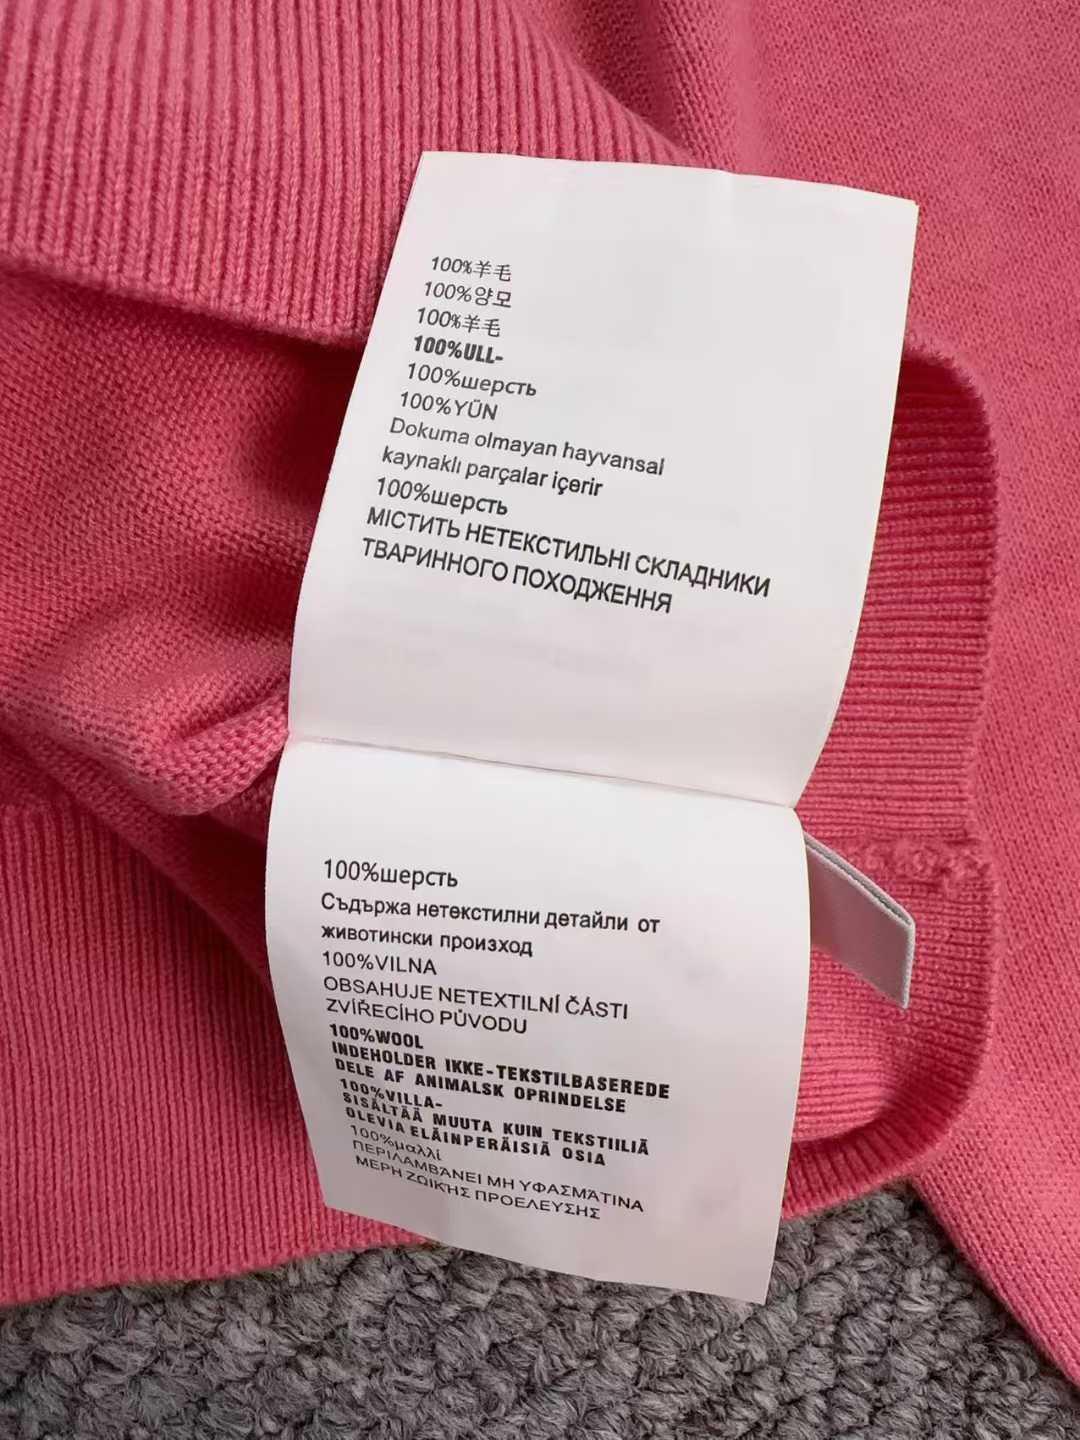 100%羊毛
100%양모
100%羊毛
100%ULL-
100%шерсть
100%YÜN
Dokuma olmayan hayvansal
kaynaklı parçalar içerir
100%шерсть
МІСТИТЬ НЕТЕКСТИЛЬНІ СКЛАДНИКИ
ТВАРИННОГО ПОХОДЖЕННЯ
100%шерсть
Съдържа нетекстилни детайли от
животински произход
100%VILNA
OBSAHUJE NETEXTILNÍ ČÁSTI
ZVÍŘECÍHO PŮVODU
100%WOOL
INDEHOLDER IKKE-TEKSTILBASEREDE
DELE AF ANIMALSK OPRINDELSE
100%VILLA-
SISÄLTÄÄ MUUTA KUIN TEKSTIILIÄ
OLEVIA ELÄINPERÄISIÄ OSIA
100%μαλλί
ΠΕΡΙΛΑΜΒΆΝΕΙ ΜΗ ΥΦΑΣΜΆΤΙΝΑ
ΜΕΡΗ ΖΩΙΚΉΣ ΠΡΟΕΛΕΥΣΗΣ